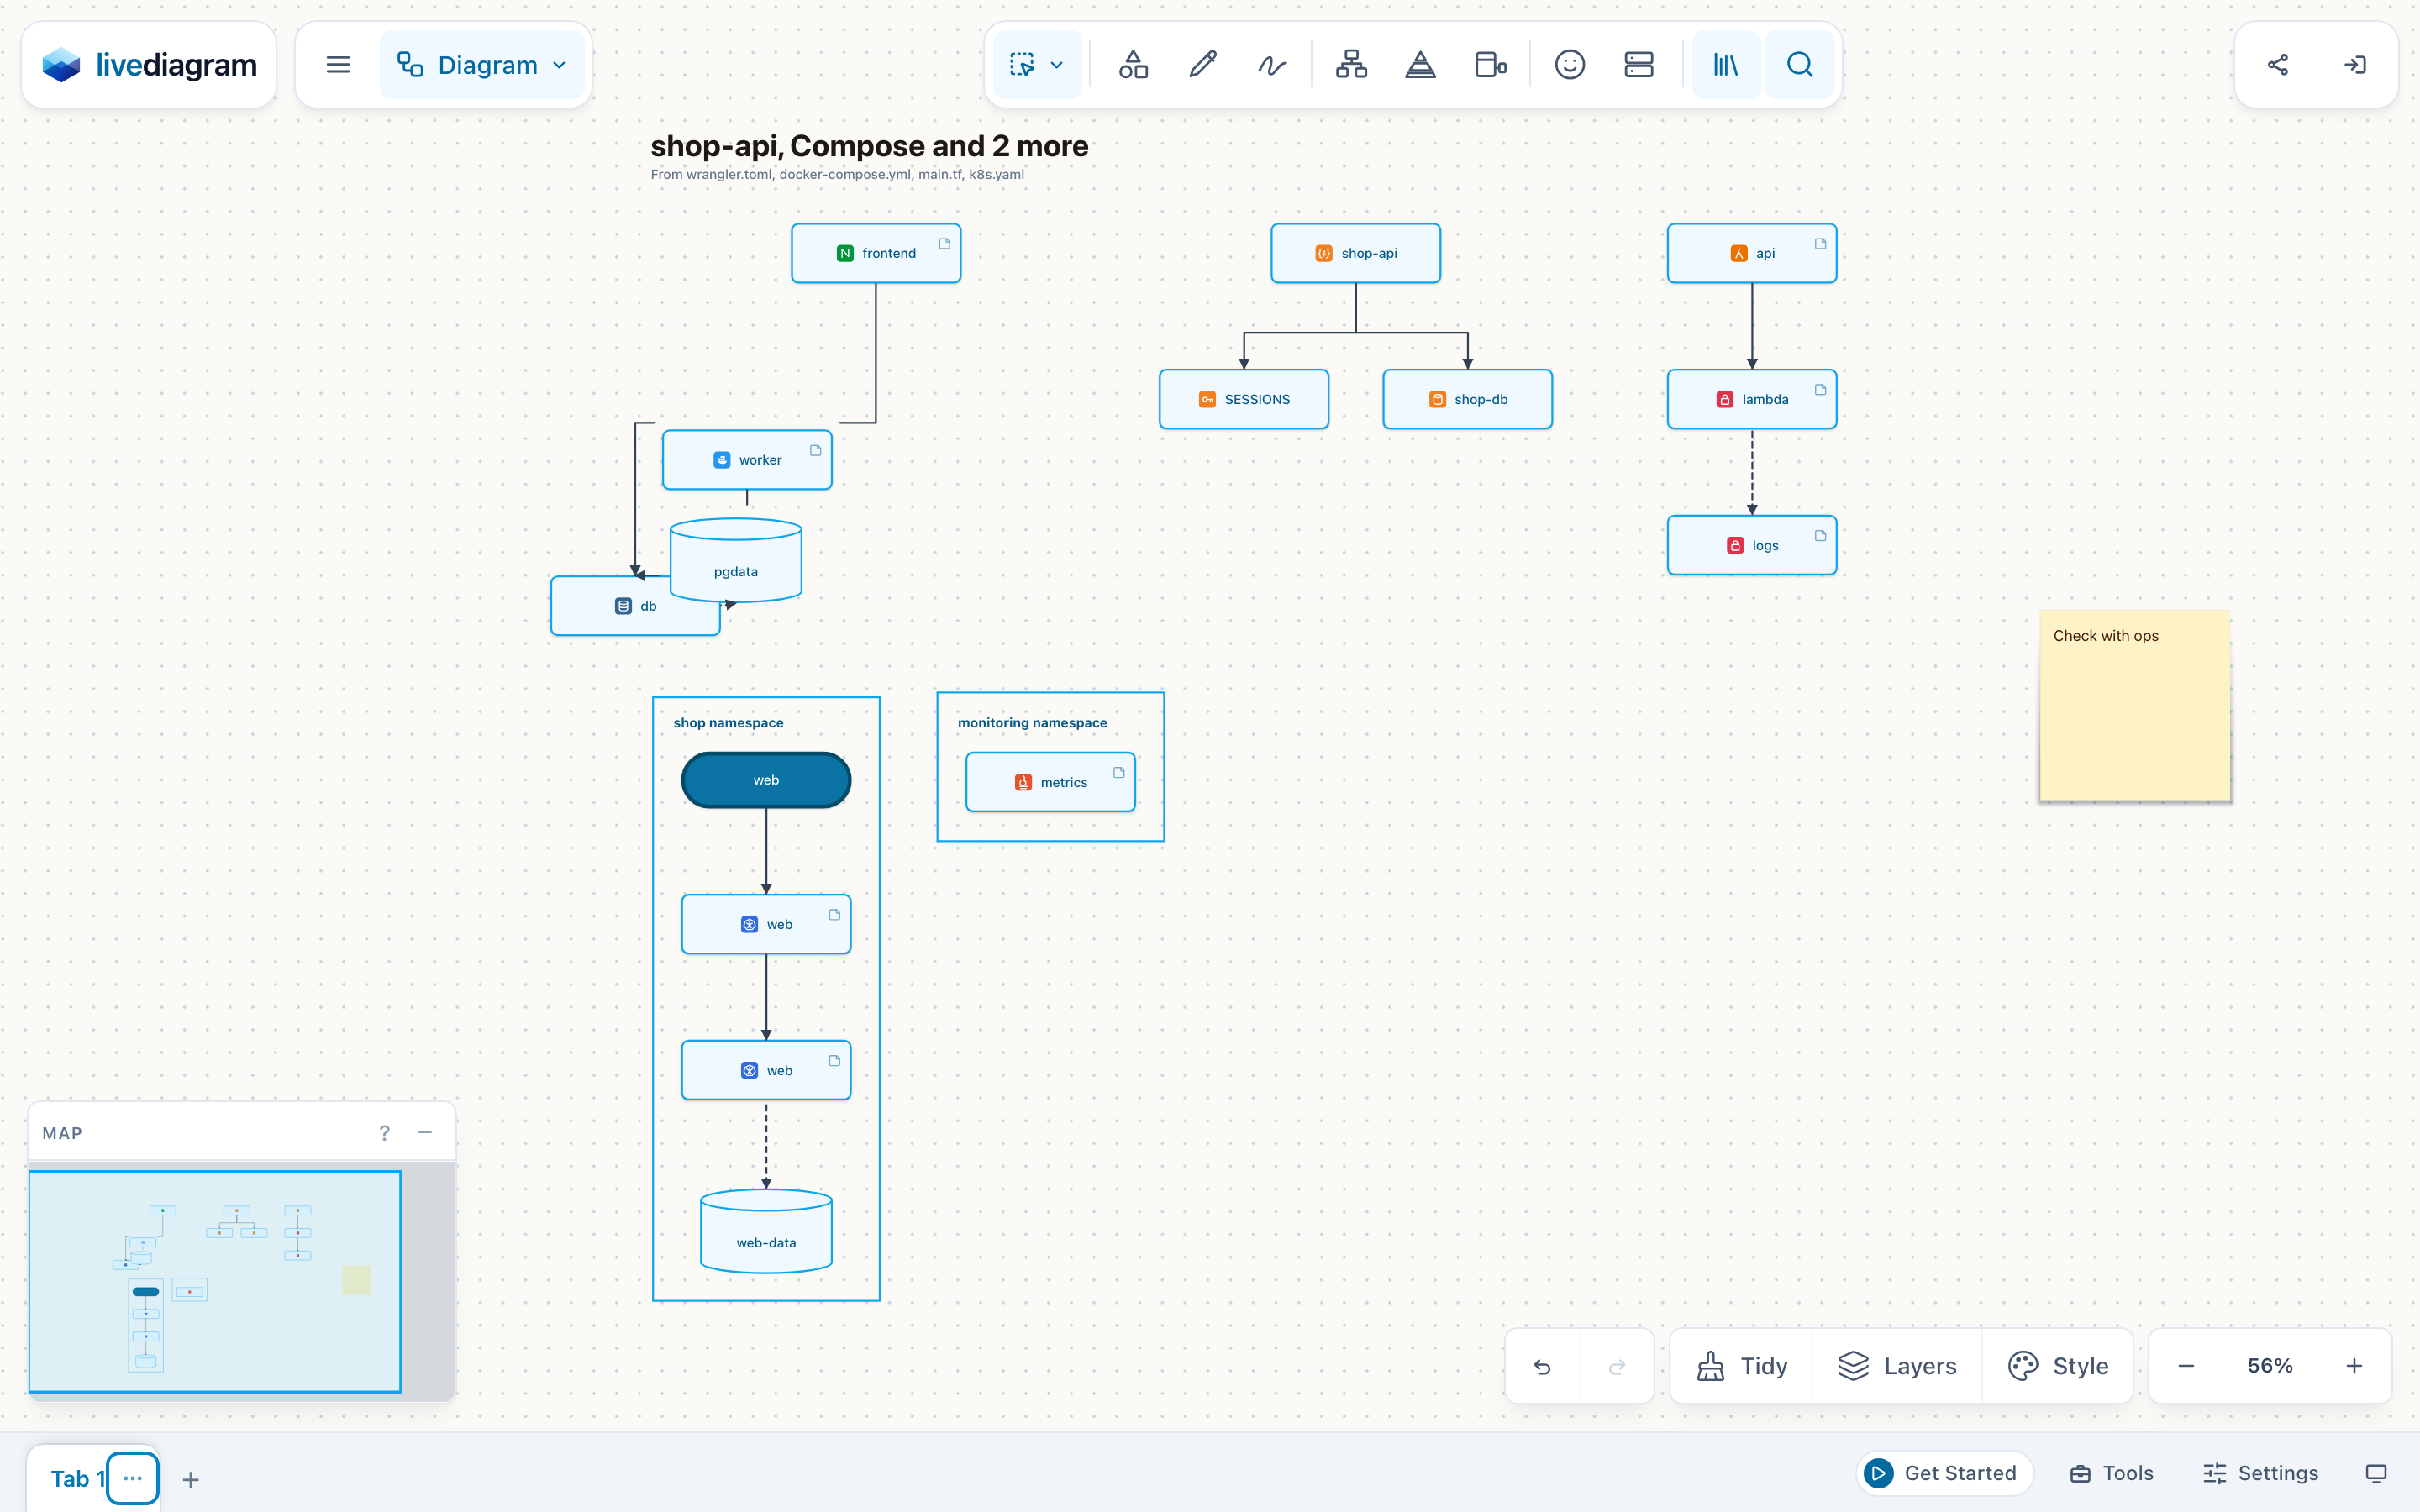 livediagram
Diagram
shop-api, Compose and 2 more
From wrangler.toml, docker-compose.yml, main.tf, k8s.yaml
frontend
shop-api
api
SESSIONS
shop-db
lambda
worker
logs
pgdata
db
Check with ops
shop namespace
monitoring namespace
web
metrics
web
web
web-data
MAP
?
Tidy
Layers
Style
56%
Tab 1
Get Started
Tools
Settings